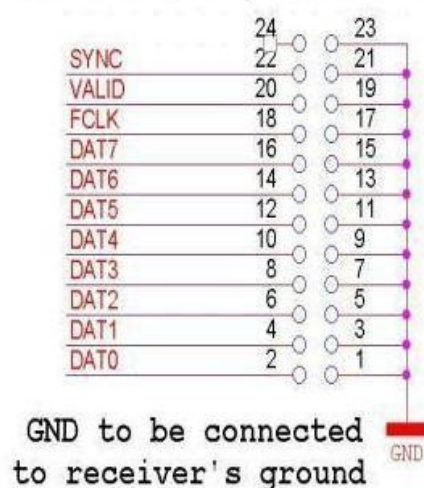 24 23
SYNC 22 21
VALID 20 19
FCLK 18 17
DAT7 16 15
DAT6 14 13
DAT5 12 11
DAT4 10 9
DAT3 8 7
DAT2 6 5
DAT1 4 3
DAT0 2 1
GND to be connected
GND
to receiver's ground